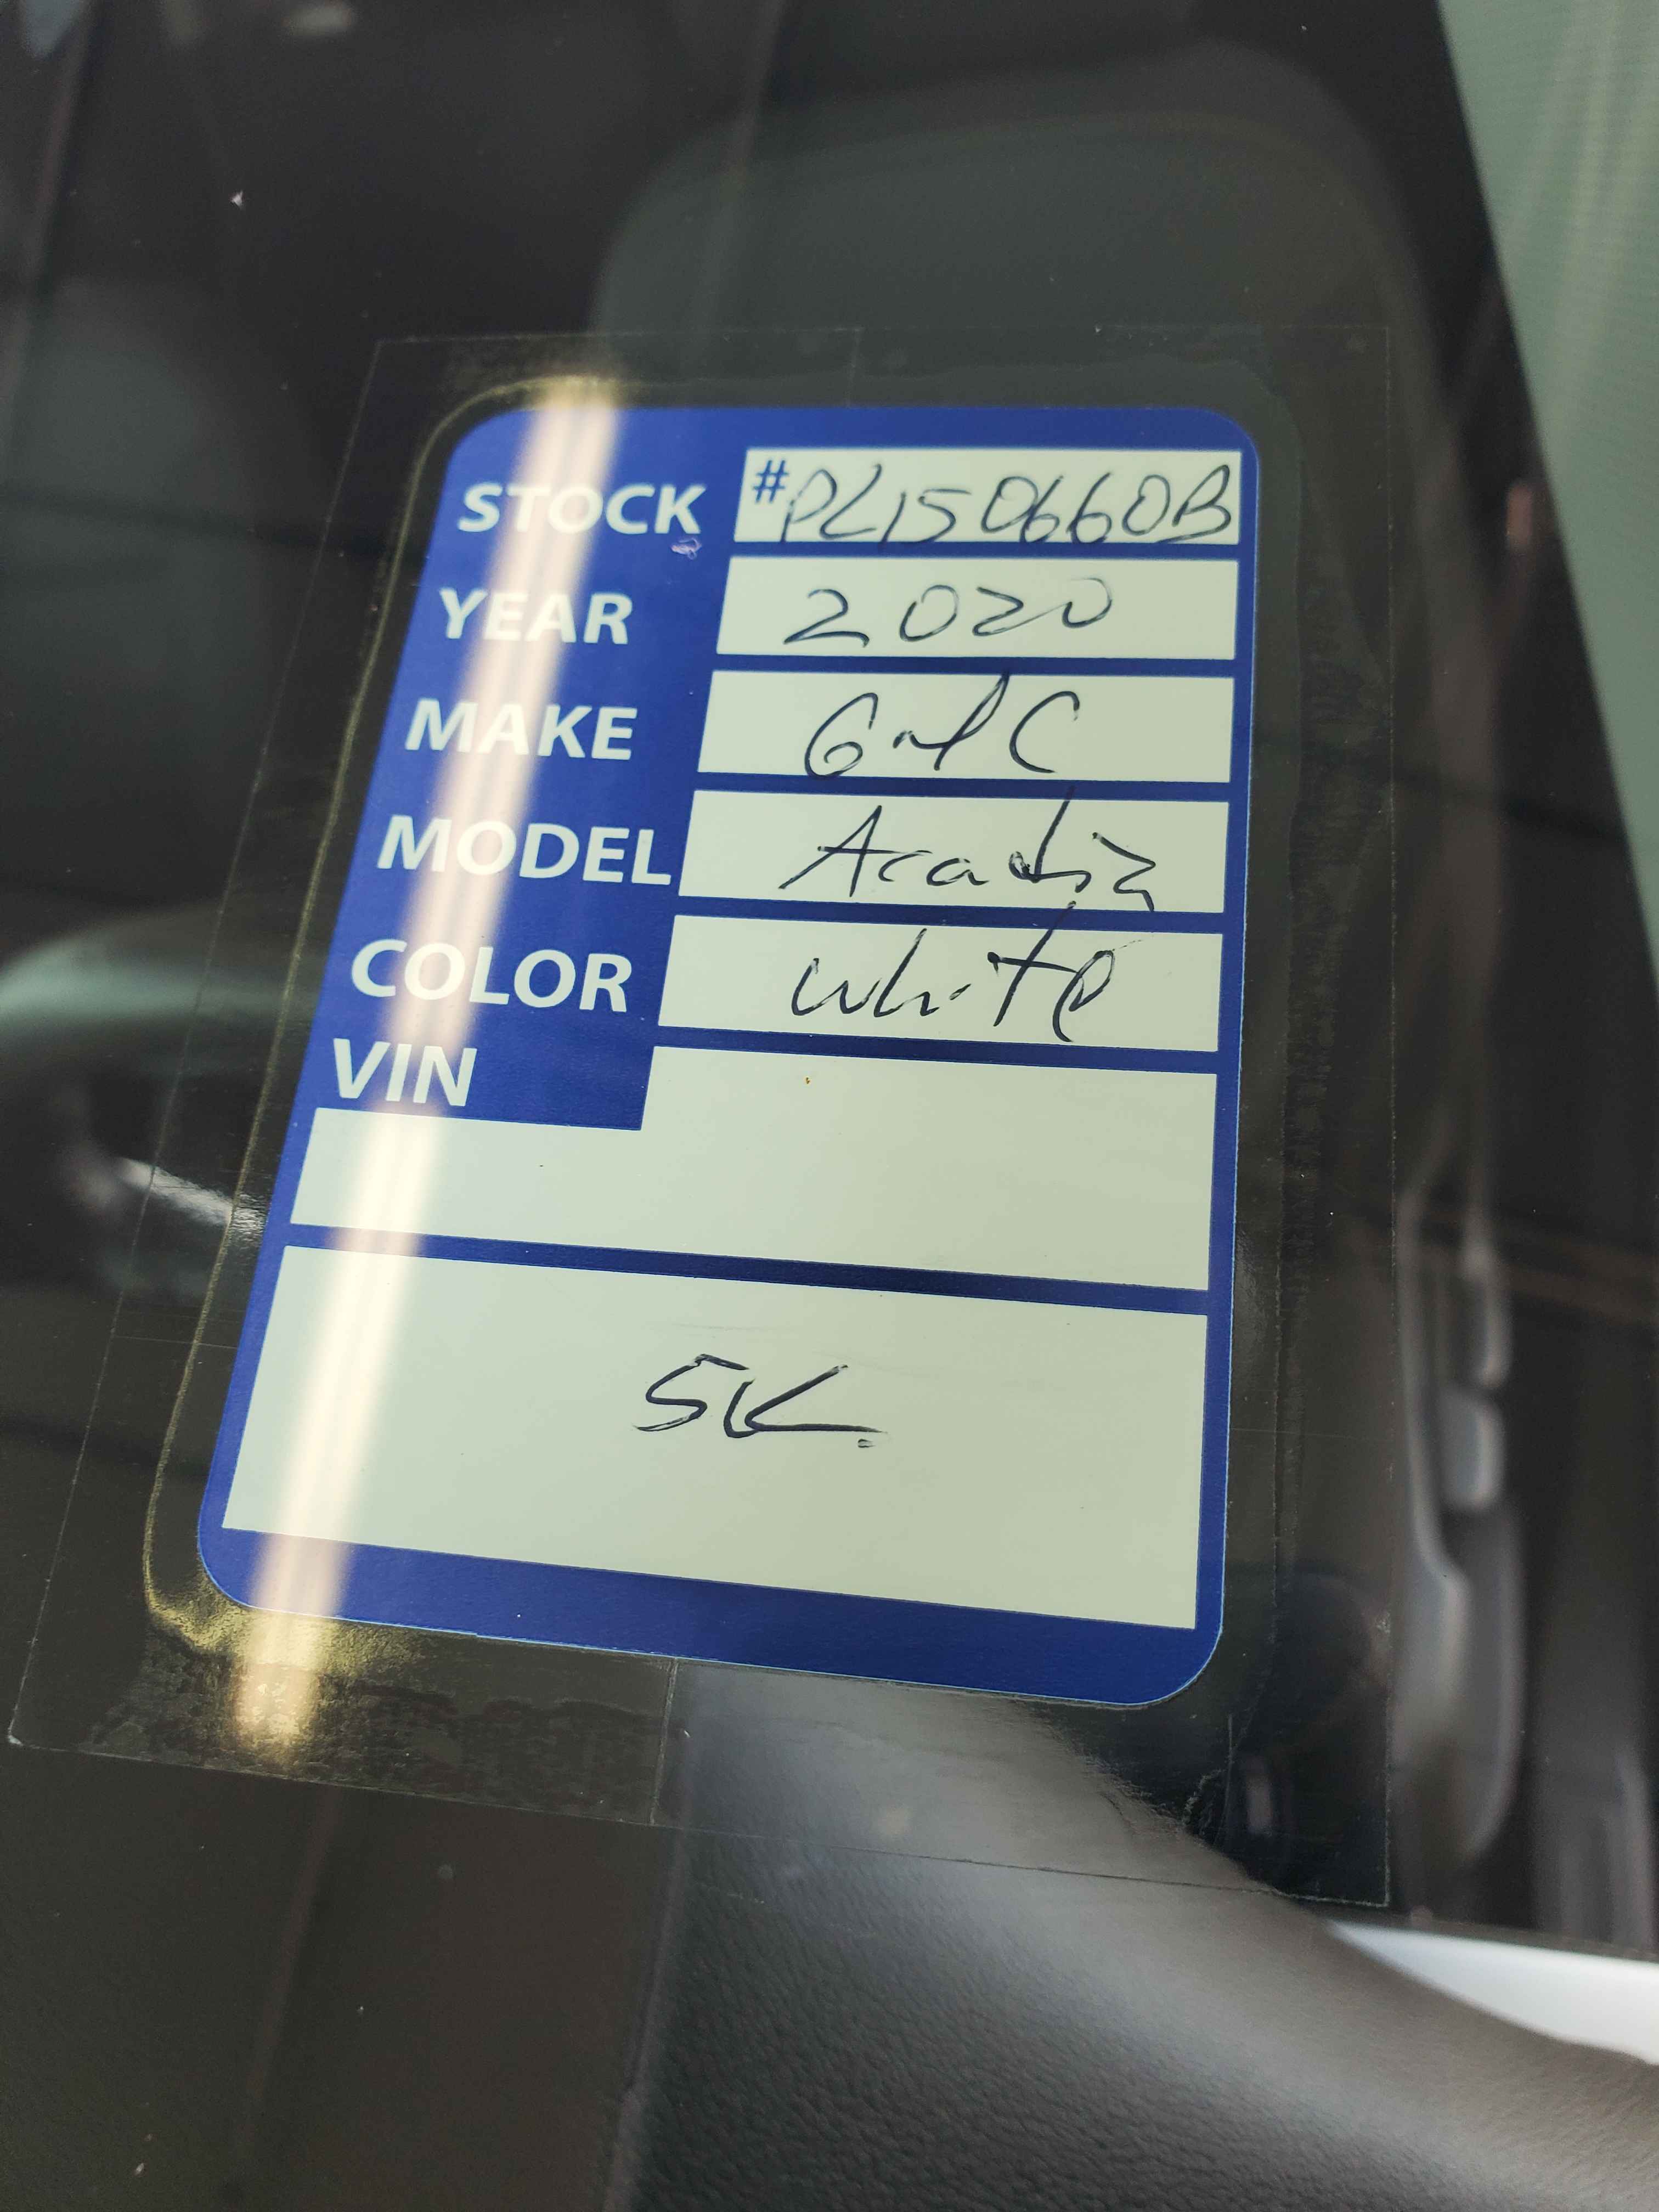 STOCK #PL150660B
YEAR 2020
MAKE GMC
MODEL Acadia
COLOR White
VIN
5K